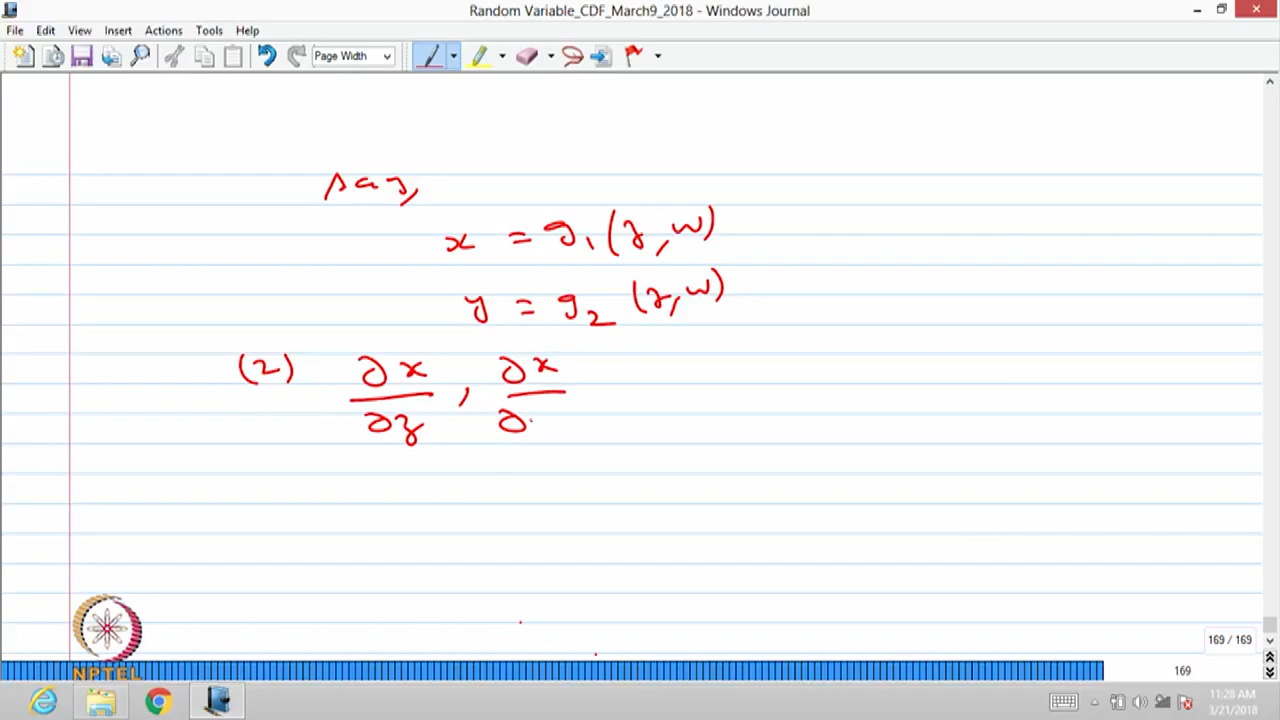 Random Variable_CDF_March9_2018 - Windows Journal
File Edit View Insert Actions Tools Help
Page Width
say,
x = g₁(z, w)
y = g₂(z, w)
(2) ∂x/∂z, ∂x/∂
169 / 169
NPTEL
169
11:28 AM
3/21/2018